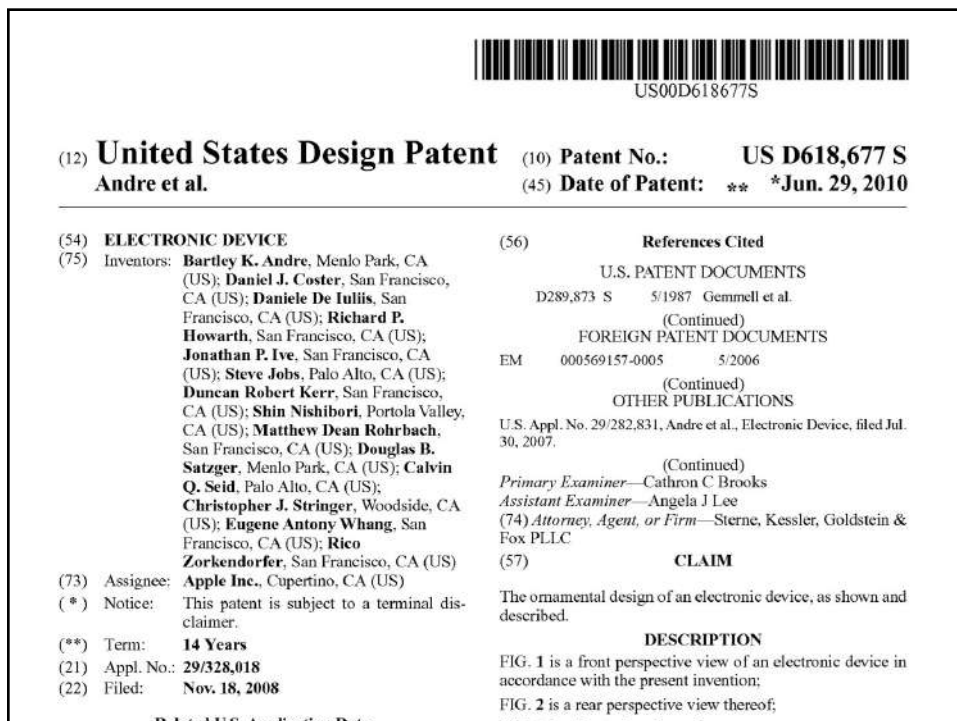 US00D618677S
(12) United States Design Patent
Andre et al.
(10) Patent No.: US D618,677 S
(45) Date of Patent: ** *Jun. 29, 2010
(54) ELECTRONIC DEVICE
(75) Inventors: Bartley K. Andre, Menlo Park, CA
(US); Daniel J. Coster, San Francisco,
CA (US); Daniele De Iuliis, San
Francisco, CA (US); Richard P.
Howarth, San Francisco, CA (US);
Jonathan P. Ive, San Francisco, CA
(US); Steve Jobs, Palo Alto, CA (US);
Duncan Robert Kerr, San Francisco,
CA (US); Shin Nishibori, Portola Valley,
CA (US); Matthew Dean Rohrbach,
San Francisco, CA (US); Douglas B.
Satzger, Menlo Park, CA (US); Calvin
Q. Seid, Palo Alto, CA (US);
Christopher J. Stringer, Woodside, CA
(US); Eugene Antony Whang, San
Francisco, CA (US); Rico
Zorkendorfer, San Francisco, CA (US)
(73) Assignee: Apple Inc., Cupertino, CA (US)
( * ) Notice: This patent is subject to a terminal dis-
claimer.
(**) Term: 14 Years
(21) Appl. No.: 29/328,018
(22) Filed: Nov. 18, 2008
(56) References Cited
U.S. PATENT DOCUMENTS
D289,873 S 5/1987 Gemmell et al.
(Continued)
FOREIGN PATENT DOCUMENTS
EM 000569157-0005 5/2006
(Continued)
OTHER PUBLICATIONS
U.S. Appl. No. 29/282,831, Andre et al., Electronic Device, filed Jul.
30, 2007.
(Continued)
Primary Examiner—Cathron C Brooks
Assistant Examiner—Angela J Lee
(74) Attorney, Agent, or Firm—Sterne, Kessler, Goldstein &
Fox PLLC
(57) CLAIM
The ornamental design of an electronic device, as shown and
described.
DESCRIPTION
FIG. 1 is a front perspective view of an electronic device in
accordance with the present invention;
FIG. 2 is a rear perspective view thereof;